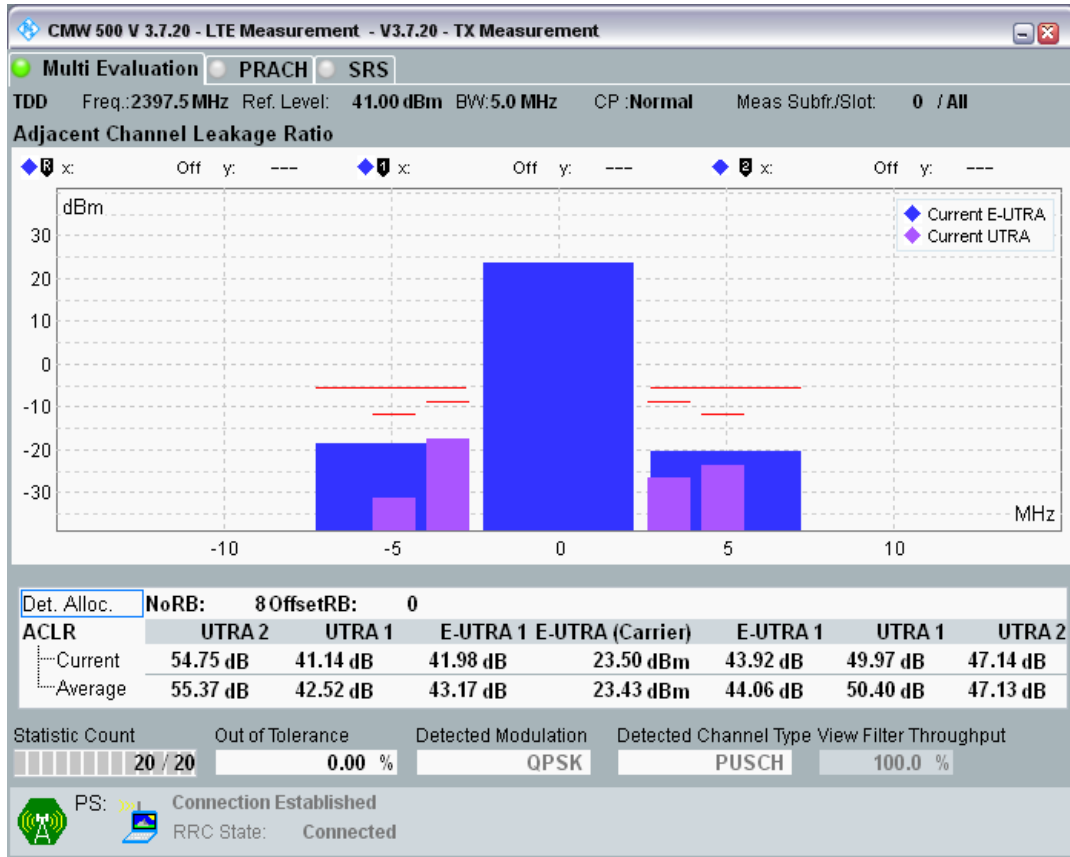 CMW 500 V 3.7.20 - LTE Measurement - V3.7.20 - TX Measurement
Multi Evaluation PRACH SRS
TDD Freq.:2397.5 MHz Ref. Level: 41.00 dBm BW:5.0 MHz CP :Normal Meas Subfr./Slot: 0 / All
Adjacent Channel Leakage Ratio
R x: Off y: --- 1 x: Off y: --- 2 x: Off y: ---
dBm
Current E-UTRA
Current UTRA
30
20
10
0
-10
-20
-30
MHz
-10 -5 0 5 10
Det. Alloc. NoRB: 8 OffsetRB: 0
ACLR UTRA 2 UTRA 1 E-UTRA 1 E-UTRA (Carrier) E-UTRA 1 UTRA 1 UTRA 2
Current 54.75 dB 41.14 dB 41.98 dB 23.50 dBm 43.92 dB 49.97 dB 47.14 dB
Average 55.37 dB 42.52 dB 43.17 dB 23.43 dBm 44.06 dB 50.40 dB 47.13 dB
Statistic Count Out of Tolerance Detected Modulation Detected Channel Type View Filter Throughput
20 / 20 0.00 % QPSK PUSCH 100.0 %
PS: Connection Established
RRC State: Connected